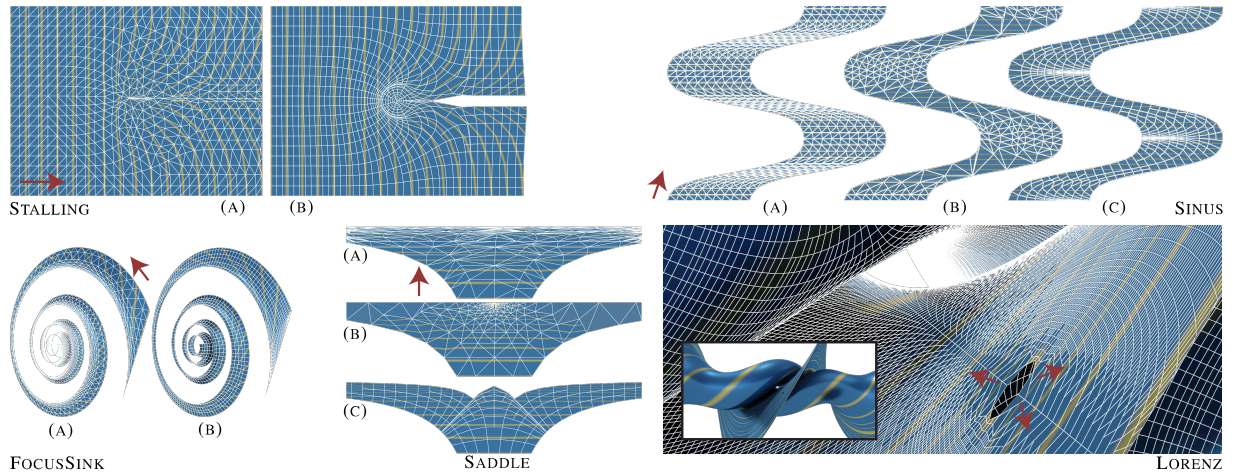 STALLING
(A)
(B)
(A)
(B)
(C)
SINUS
(A)
(B)
(C)
(A)
(B)
FOCUSSINK
SADDLE
LORENZ